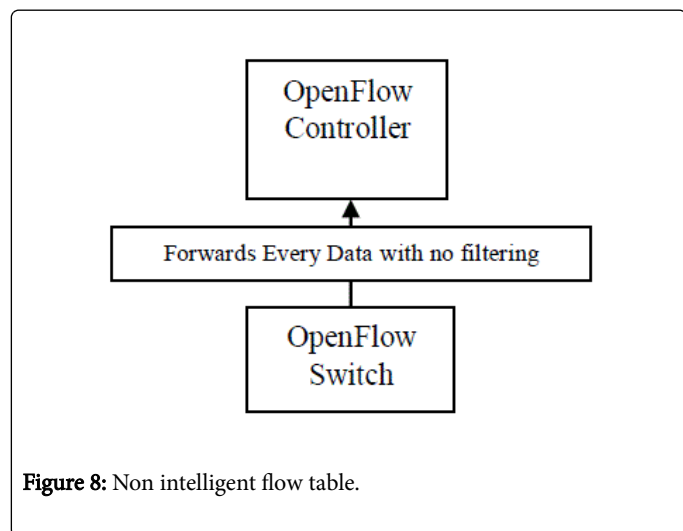 OpenFlow
Controller
Forwards Every Data with no filtering
OpenFlow
Switch
Figure 8: Non intelligent flow table.